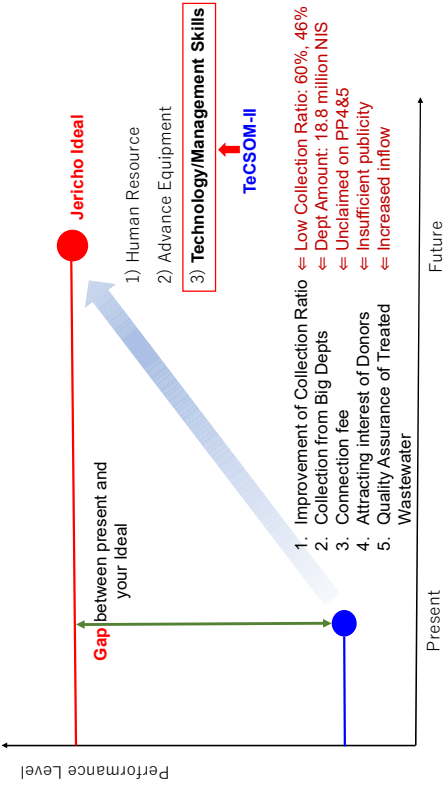 Performance Level
Gap between present and
your Ideal
Jericho Ideal
1) Human Resource
2) Advance Equipment
3) Technology/Management Skills
TeCSOM-II
1. Improvement of Collection Ratio ⇐ Low Collection Ratio: 60%, 46%
2. Collection from Big Depts ⇐ Dept Amount: 18.8 million NIS
3. Connection fee ⇐ Unclaimed on PP4&5
4. Attracting interest of Donors ⇐ Insufficient publicity
5. Quality Assurance of Treated ⇐ Increased inflow
Wastewater
Present
Future